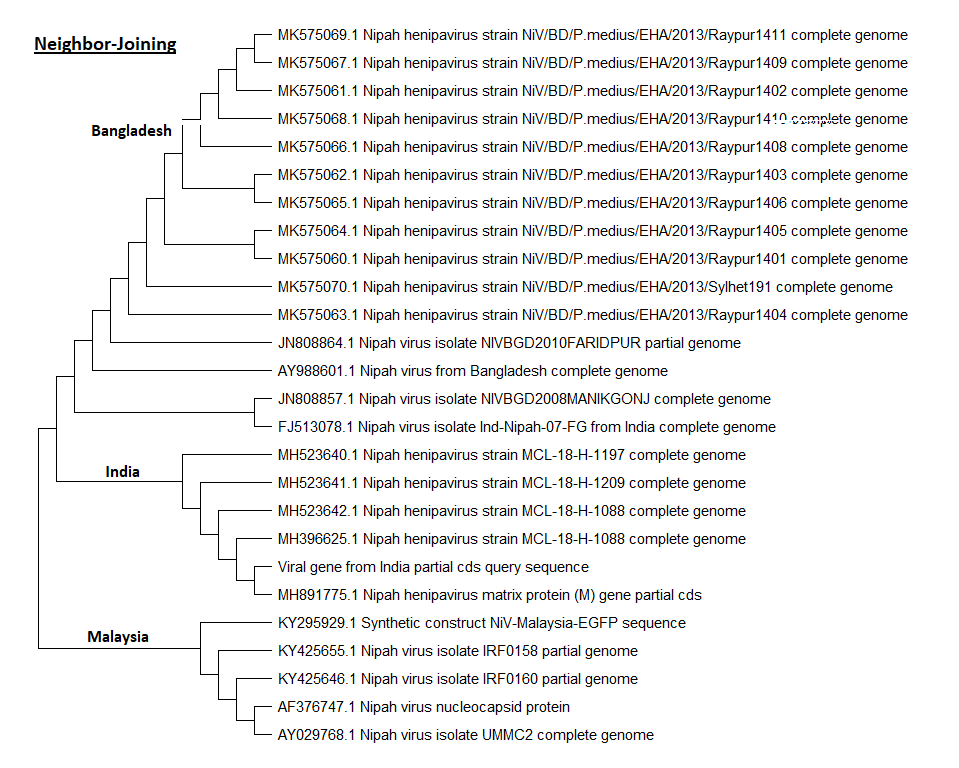 Neighbor-Joining
MK575069.1 Nipah henipavirus strain NiV/BD/P.medius/EHA/2013/Raypur1411 complete genome
MK575067.1 Nipah henipavirus strain NiV/BD/P.medius/EHA/2013/Raypur1409 complete genome
MK575061.1 Nipah henipavirus strain NiV/BD/P.medius/EHA/2013/Raypur1402 complete genome
MK575068.1 Nipah henipavirus strain NiV/BD/P.medius/EHA/2013/Raypur1410 complete genome
Bangladesh
MK575066.1 Nipah henipavirus strain NiV/BD/P.medius/EHA/2013/Raypur1408 complete genome
MK575062.1 Nipah henipavirus strain NiV/BD/P.medius/EHA/2013/Raypur1403 complete genome
MK575065.1 Nipah henipavirus strain NiV/BD/P.medius/EHA/2013/Raypur1406 complete genome
MK575064.1 Nipah henipavirus strain NiV/BD/P.medius/EHA/2013/Raypur1405 complete genome
MK575060.1 Nipah henipavirus strain NiV/BD/P.medius/EHA/2013/Raypur1401 complete genome
MK575070.1 Nipah henipavirus strain NiV/BD/P.medius/EHA/2013/Sylhet191 complete genome
MK575063.1 Nipah henipavirus strain NiV/BD/P.medius/EHA/2013/Raypur1404 complete genome
JN808864.1 Nipah virus isolate NIVBGD2010FARIDPUR partial genome
AY988601.1 Nipah virus from Bangladesh complete genome
JN808857.1 Nipah virus isolate NIVBGD2008MANIKGONJ complete genome
FJ513078.1 Nipah virus isolate Ind-Nipah-07-FG from India complete genome
MH523640.1 Nipah henipavirus strain MCL-18-H-1197 complete genome
India
MH523641.1 Nipah henipavirus strain MCL-18-H-1209 complete genome
MH523642.1 Nipah henipavirus strain MCL-18-H-1088 complete genome
MH396625.1 Nipah henipavirus strain MCL-18-H-1088 complete genome
Viral gene from India partial cds query sequence
MH891775.1 Nipah henipavirus matrix protein (M) gene partial cds
KY295929.1 Synthetic construct NiV-Malaysia-EGFP sequence
Malaysia
KY425655.1 Nipah virus isolate IRF0158 partial genome
KY425646.1 Nipah virus isolate IRF0160 partial genome
AF376747.1 Nipah virus nucleocapsid protein
AY029768.1 Nipah virus isolate UMMC2 complete genome